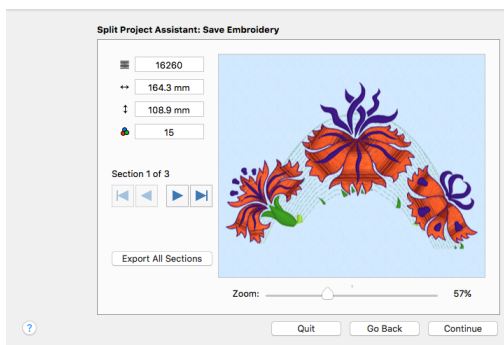 Split Project Assistant: Save Embroidery
16260
164.3 mm
108.9 mm
15
Section 1 of 3
Export All Sections
Zoom: 57%
? Quit Go Back Continue